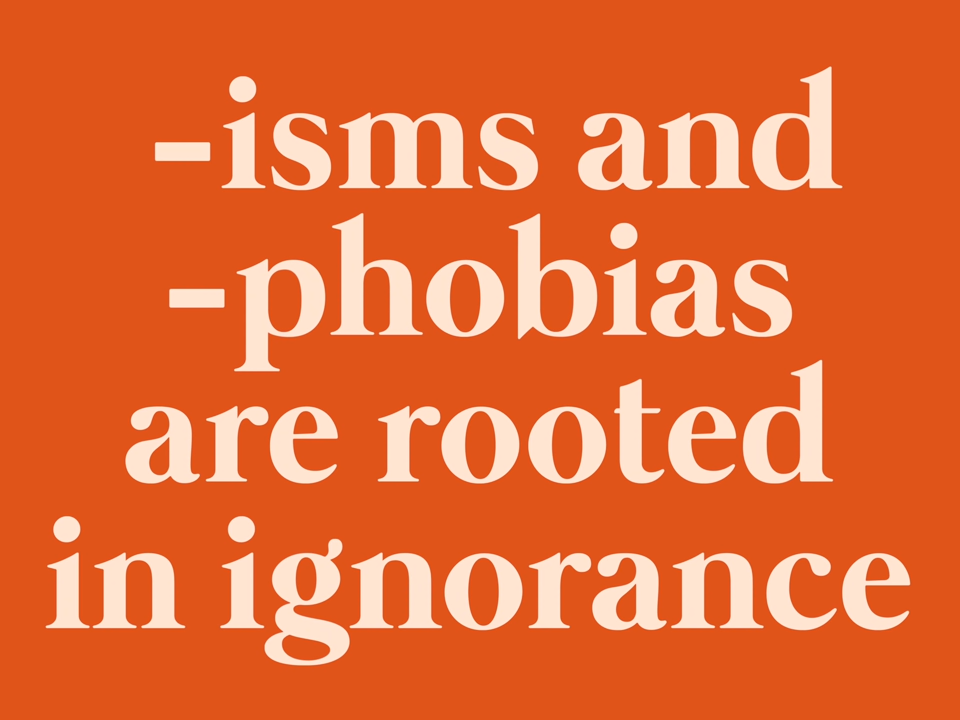 -isms and
-phobias
are rooted
in ignorance